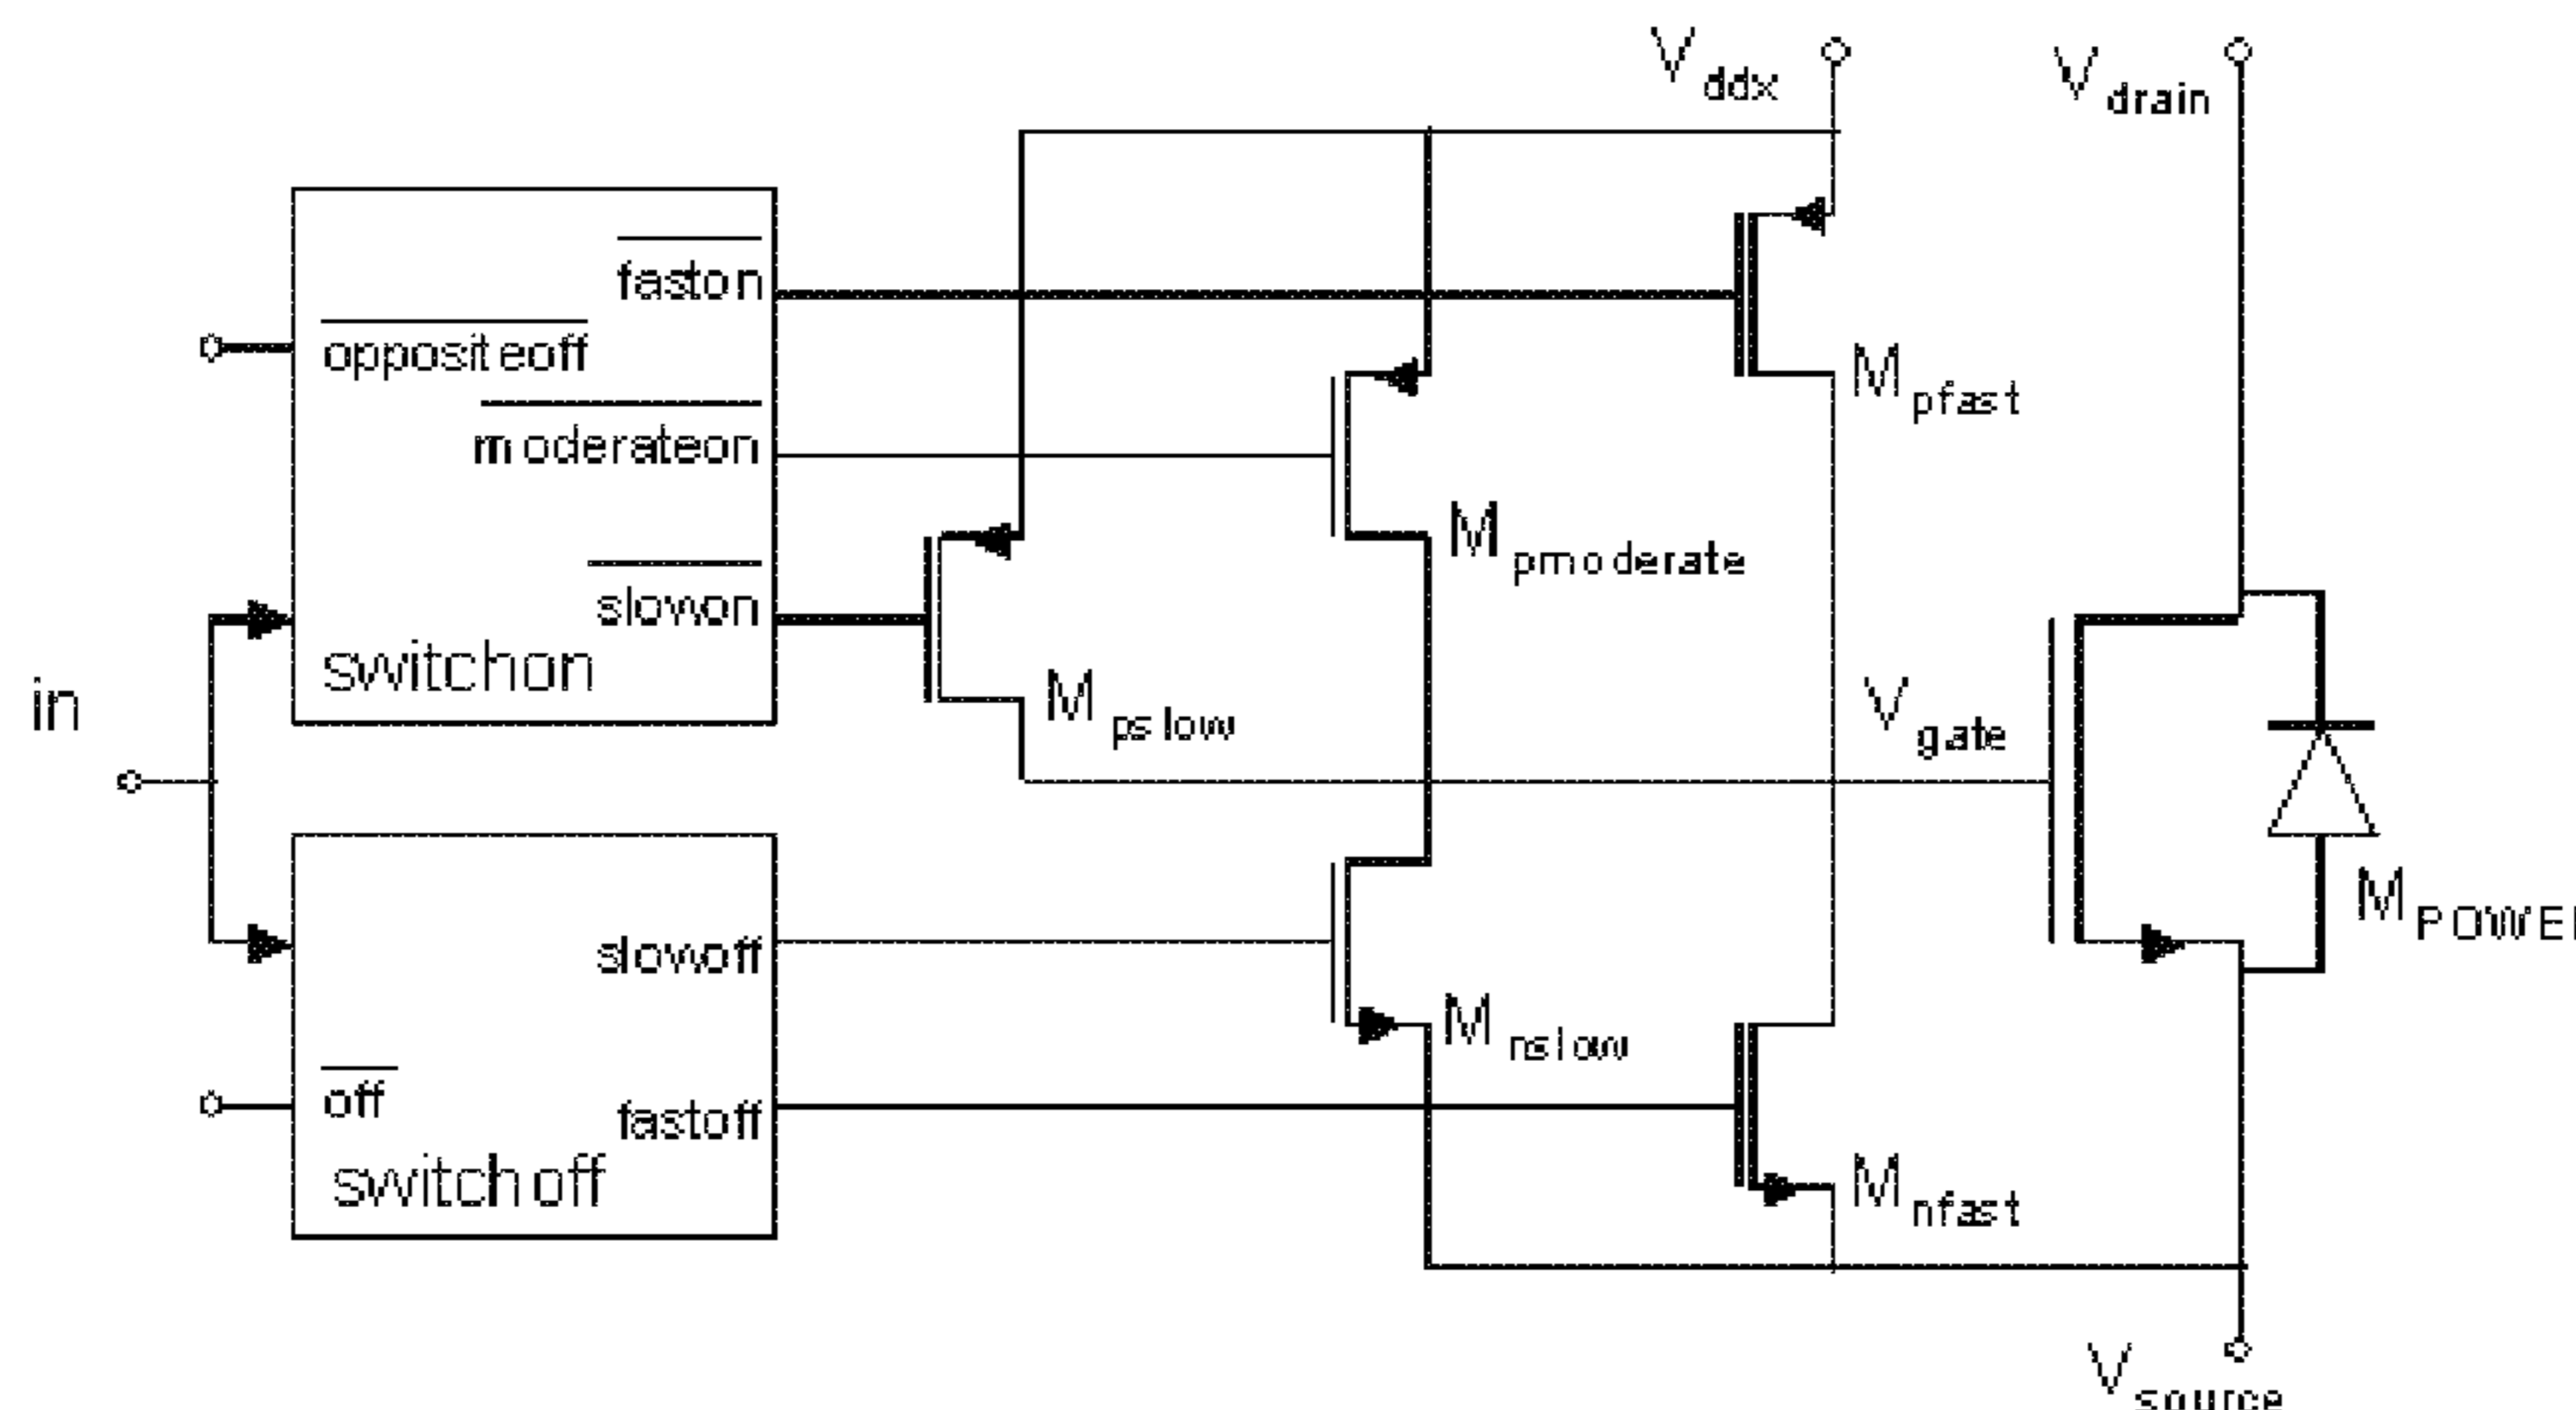 V ddx
V drain
faston
oppositeoff
moderateon
slowon
switchon
in
M pfast
M pmoderate
M pslow
V gate
M POWE
slowoff
off
fastoff
switchoff
M nslow
M nfast
V source